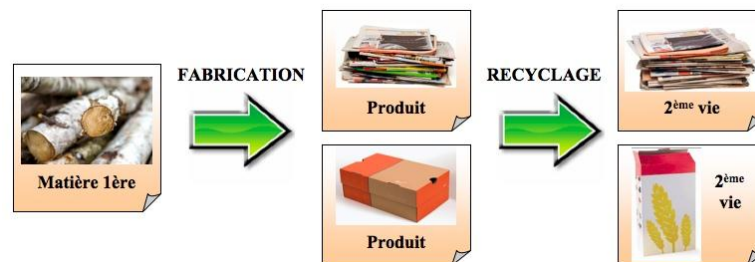 FABRICATION
RECYCLAGE
Matière 1ère
Produit
Produit
2ème vie
2ème
vie